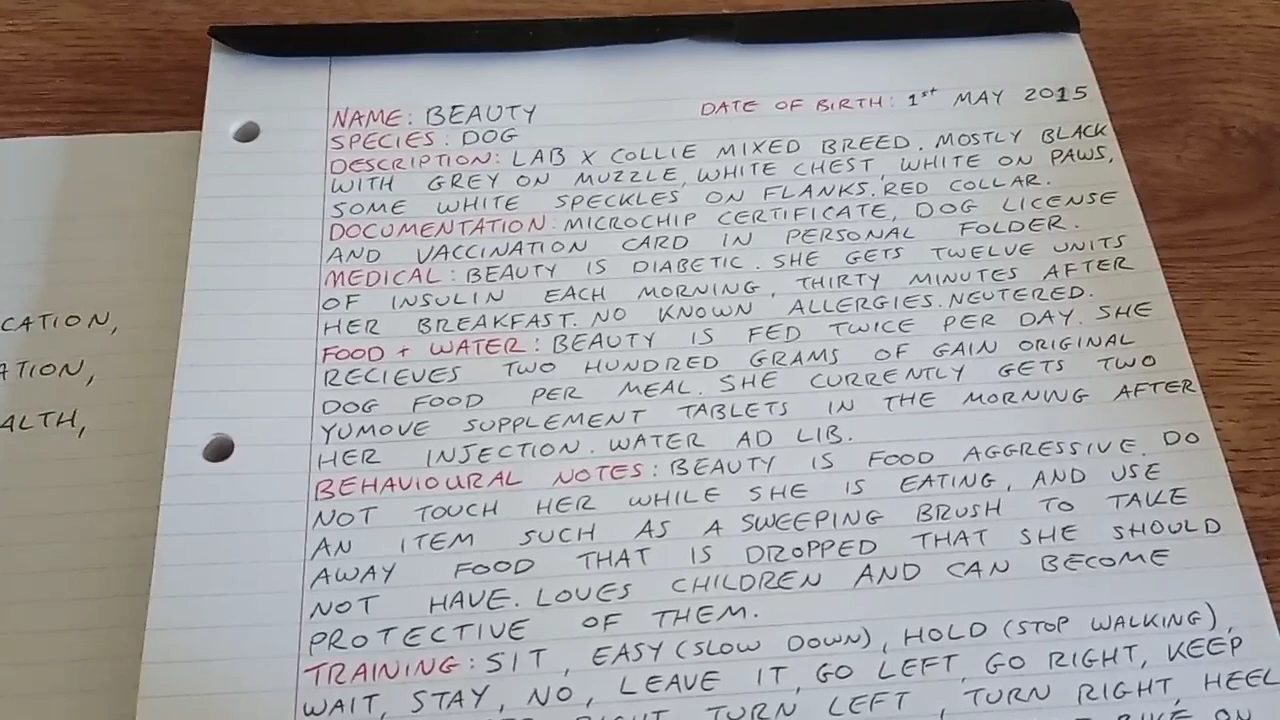 CATION,
ATION,
ALTH,
NAME: BEAUTY DATE OF BIRTH: 1st MAY 2015
SPECIES: DOG
DESCRIPTION: LAB X COLLIE MIXED BREED. MOSTLY BLACK
WITH GREY ON MUZZLE, WHITE CHEST, WHITE ON PAWS,
SOME WHITE SPECKLES ON FLANKS. RED COLLAR.
DOCUMENTATION: MICROCHIP CERTIFICATE, DOG LICENSE
AND VACCINATION CARD IN PERSONAL FOLDER.
MEDICAL: BEAUTY IS DIABETIC. SHE GETS TWELVE UNITS
OF INSULIN EACH MORNING, THIRTY MINUTES AFTER
HER BREAKFAST. NO KNOWN ALLERGIES. NEUTERED.
FOOD + WATER: BEAUTY IS FED TWICE PER DAY. SHE
RECIEVES TWO HUNDRED GRAMS OF GAIN ORIGINAL
DOG FOOD PER MEAL. SHE CURRENTLY GETS TWO
YUMOVE SUPPLEMENT TABLETS IN THE MORNING AFTER
HER INJECTION. WATER AD LIB.
BEHAVIOURAL NOTES: BEAUTY IS FOOD AGGRESSIVE. DO
NOT TOUCH HER WHILE SHE IS EATING, AND USE
AN ITEM SUCH AS A SWEEPING BRUSH TO TAKE
AWAY FOOD THAT IS DROPPED THAT SHE SHOULD
NOT HAVE. LOVES CHILDREN AND CAN BECOME
PROTECTIVE OF THEM.
TRAINING: SIT, EASY (SLOW DOWN), HOLD (STOP WALKING),
WAIT, STAY, NO, LEAVE IT, GO LEFT, GO RIGHT, KEEP
TURN LEFT, TURN RIGHT, HEEL